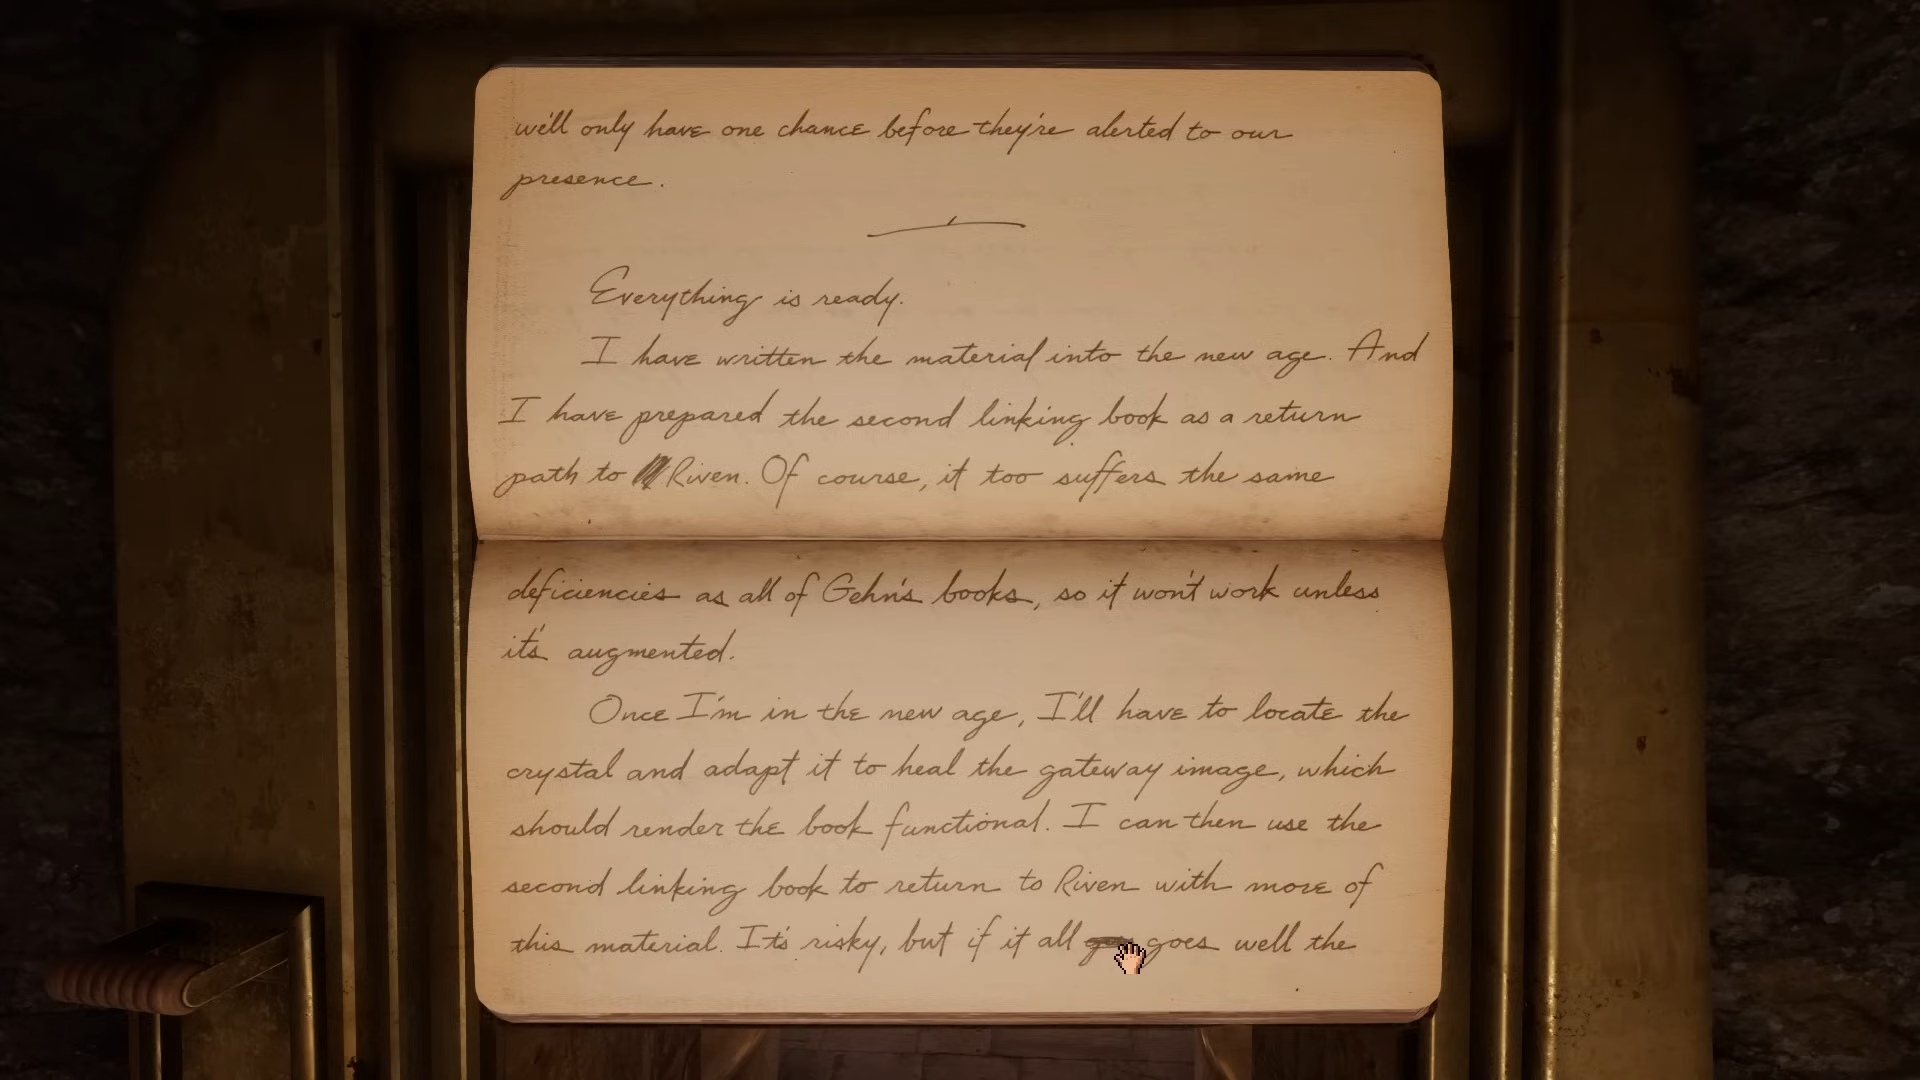 we'll only have one chance before they're alerted to our
presence.
Everything is ready.
I have written the material into the new age. And
I have prepared the second linking book as a return
path to Riven. Of course, it too suffers the same
deficiencies as all of Gehn's books, so it won't work unless
it's augmented.
Once I'm in the new age, I'll have to locate the
crystal and adapt it to heal the gateway image, which
should render the book functional. I can then use the
second linking book to return to Riven with more of
this material. It's risky, but if it all goes well the